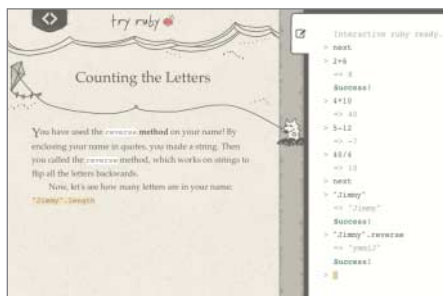 try ruby
Counting the Letters
You have used the reverse method on your name! By
enclosing your name in quotes, you made a string. Then
you called the reverse method, which works on strings to
flip all the letters backwards.
Now, let's see how many letters are in your name:
"Jimmy".length
Interactive ruby ready.
> next
> 2+6
=> 8
Success!
> 4*10
=> 40
> 5-12
=> -7
> 40/4
=> 10
> next
> "Jimmy"
=> "Jimmy"
Success!
> "Jimmy".reverse
=> "ymmiJ"
Success!
>